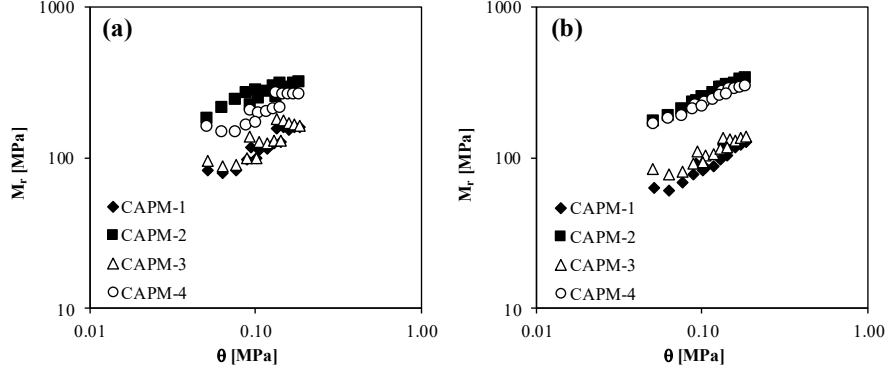 (a)
1000
100
10
Mr [MPa]
CAPM-1
CAPM-2
CAPM-3
CAPM-4
0.01 0.10 1.00
θ [MPa]
(b)
1000
100
10
Mr [MPa]
CAPM-1
CAPM-2
CAPM-3
CAPM-4
0.01 0.10 1.00
θ [MPa]